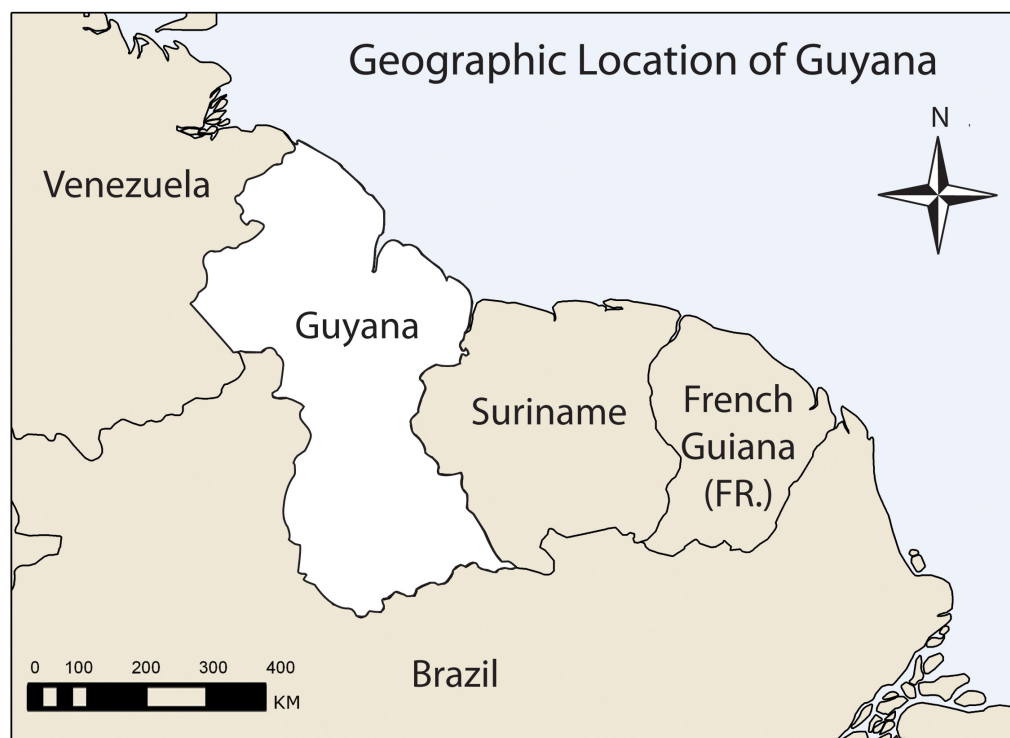 Geographic Location of Guyana
N
Venezuela
Guyana
Suriname
French
Guiana
(FR.)
Brazil
0 100 200 300 400
KM